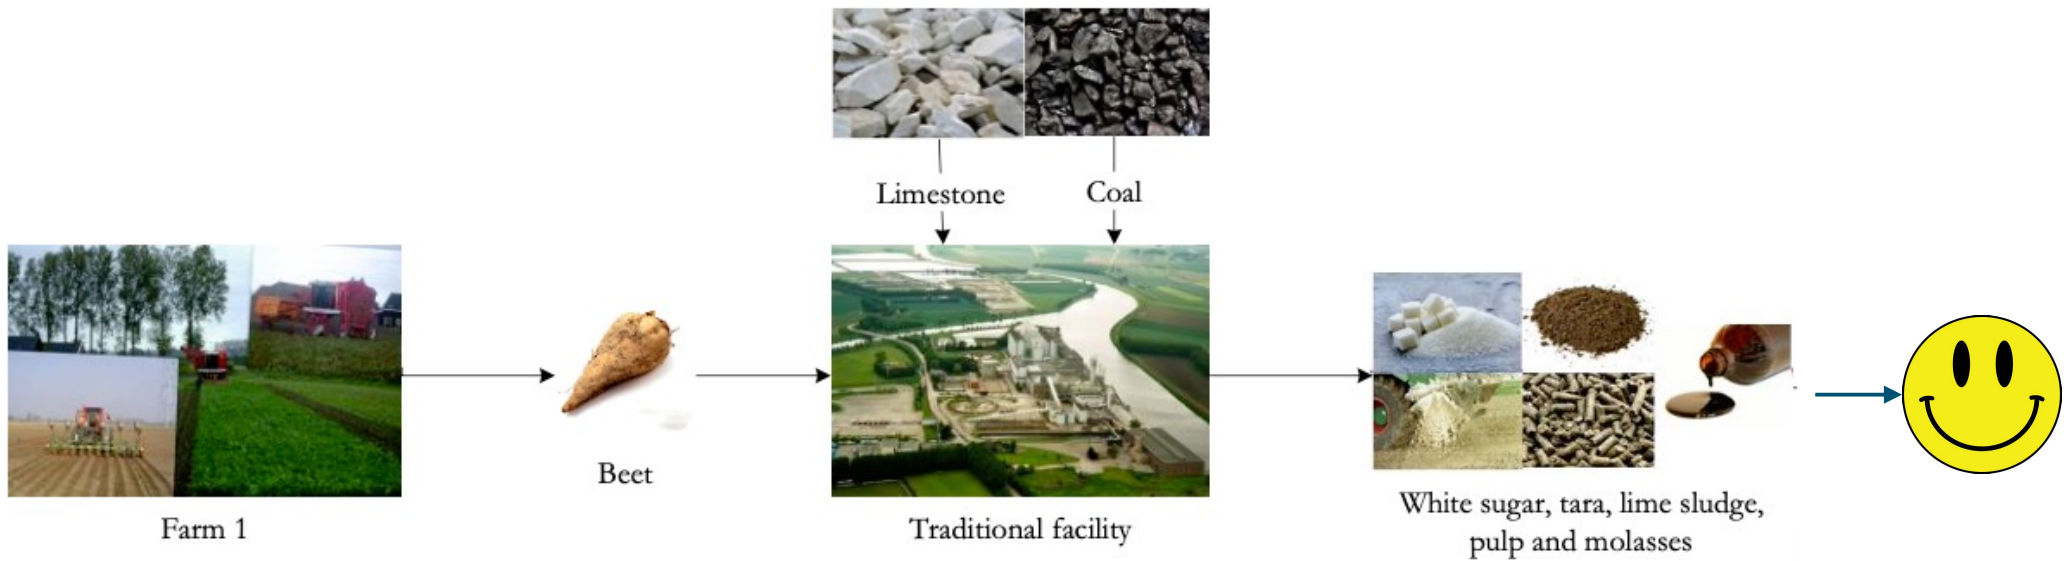 Limestone
Coal
Beet
Farm 1
Traditional facility
White sugar, tara, lime sludge,
pulp and molasses